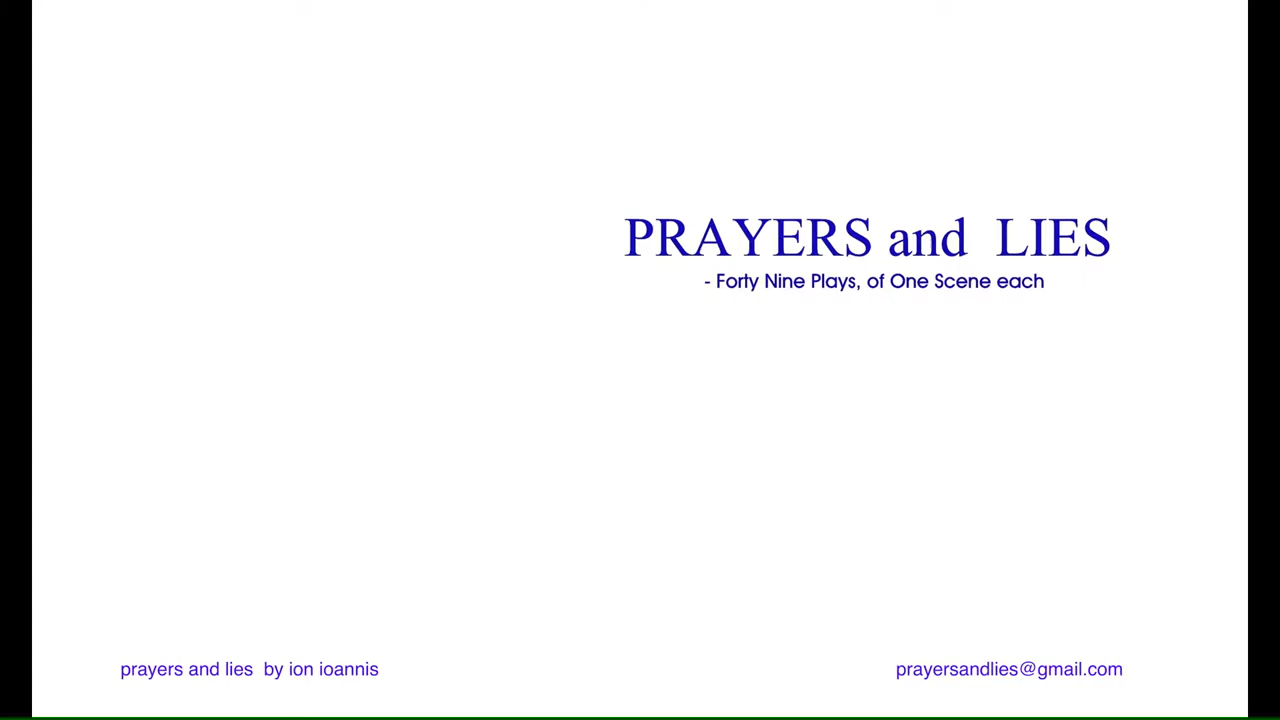 PRAYERS and LIES
- Forty Nine Plays, of One Scene each
prayers and lies by ion ioannis
prayersandlies@gmail.com